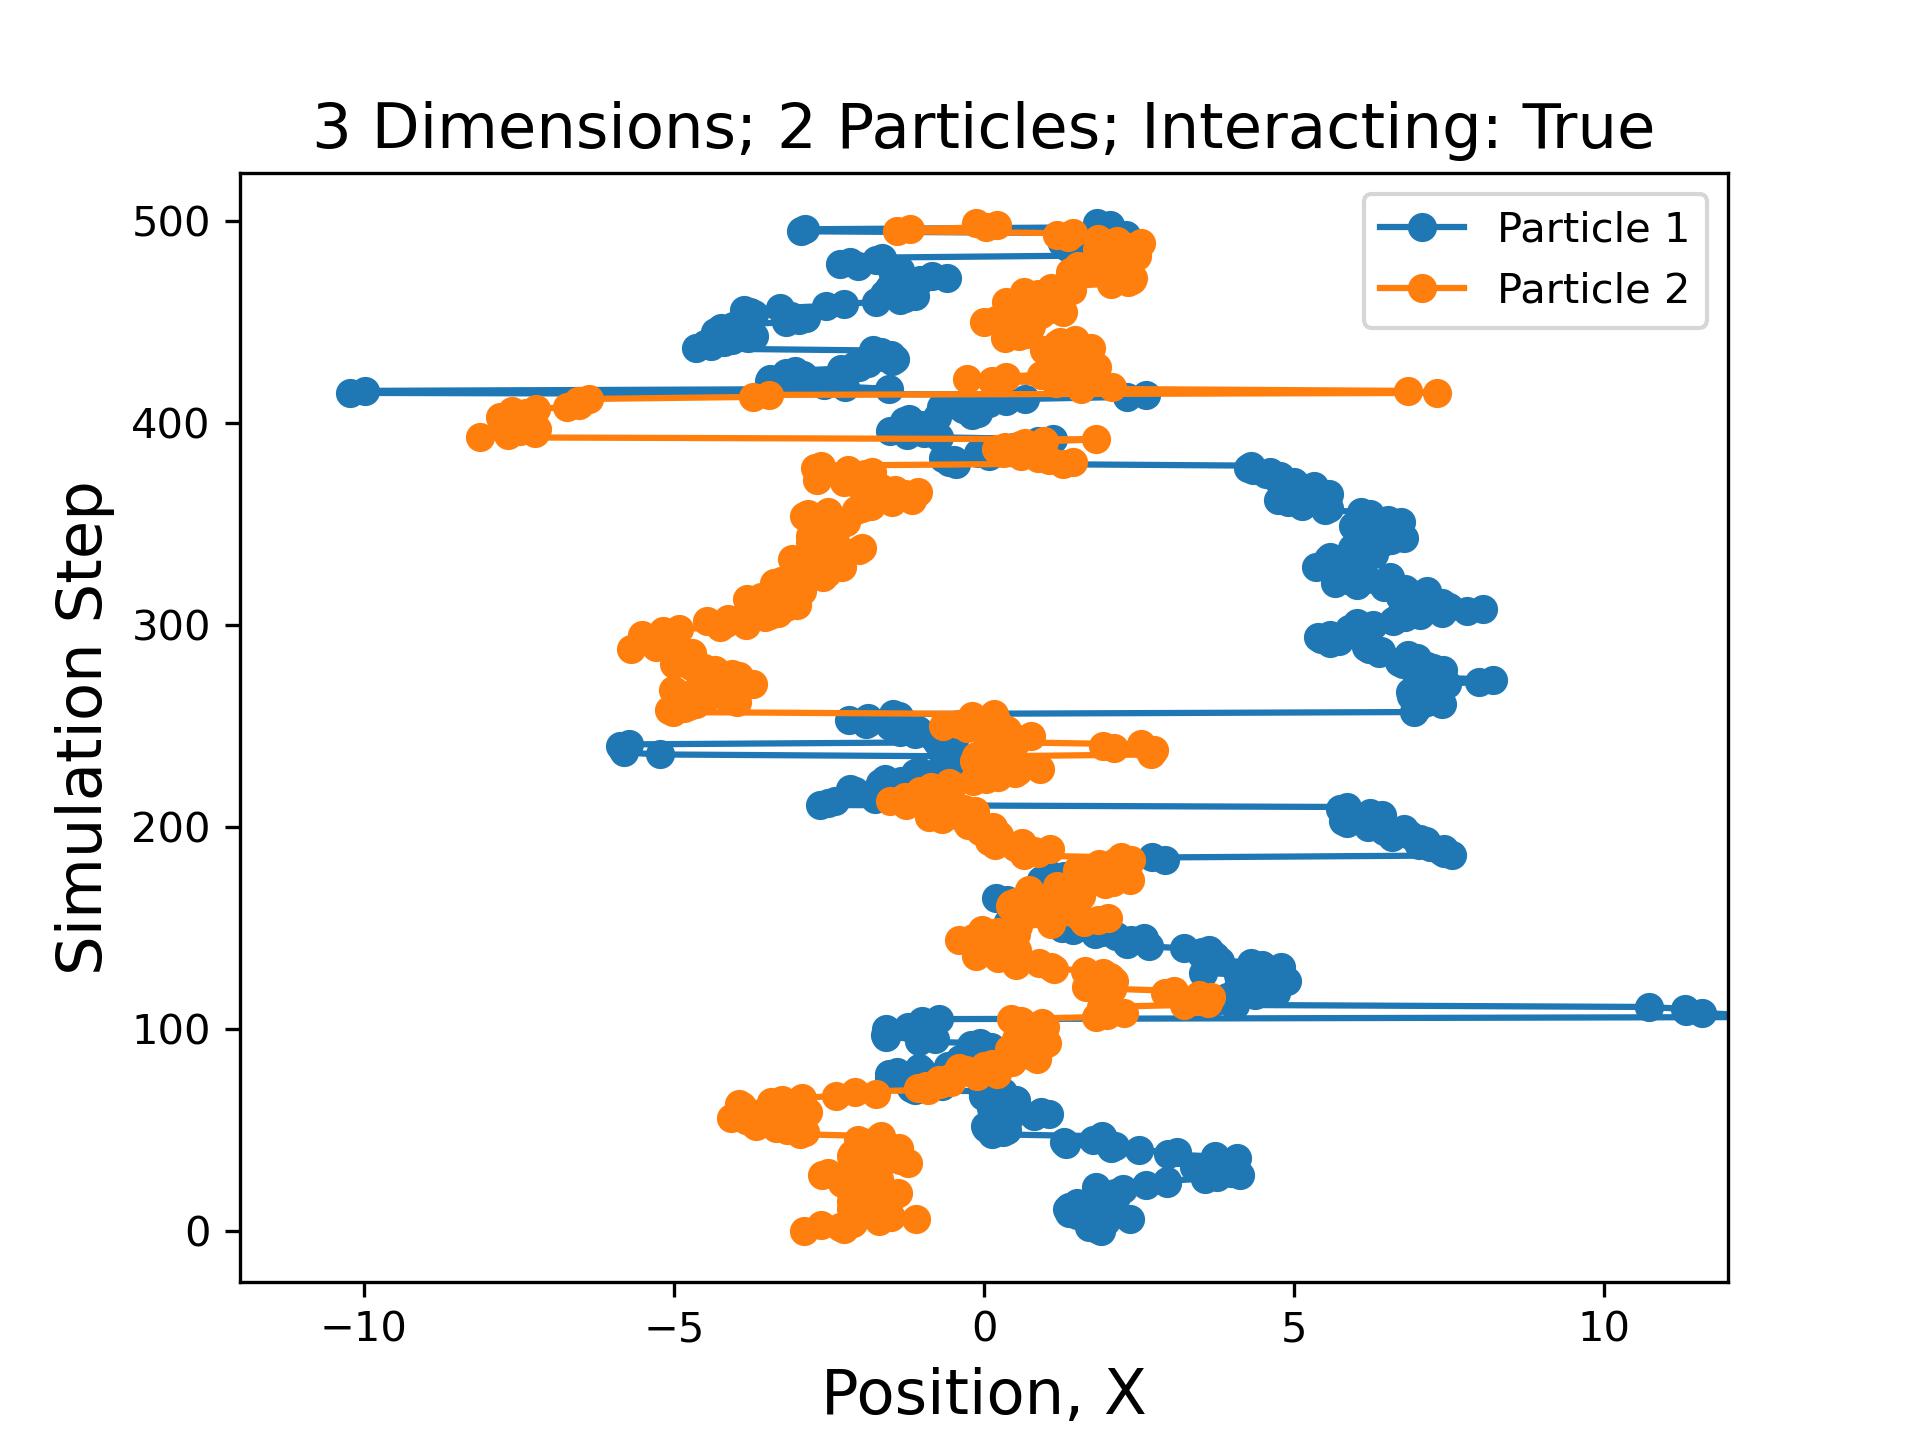 3 Dimensions; 2 Particles; Interacting: True
Particle 1
Particle 2
500
400
300
200
100
0
Simulation Step
−10
−5
0
5
10
Position, X